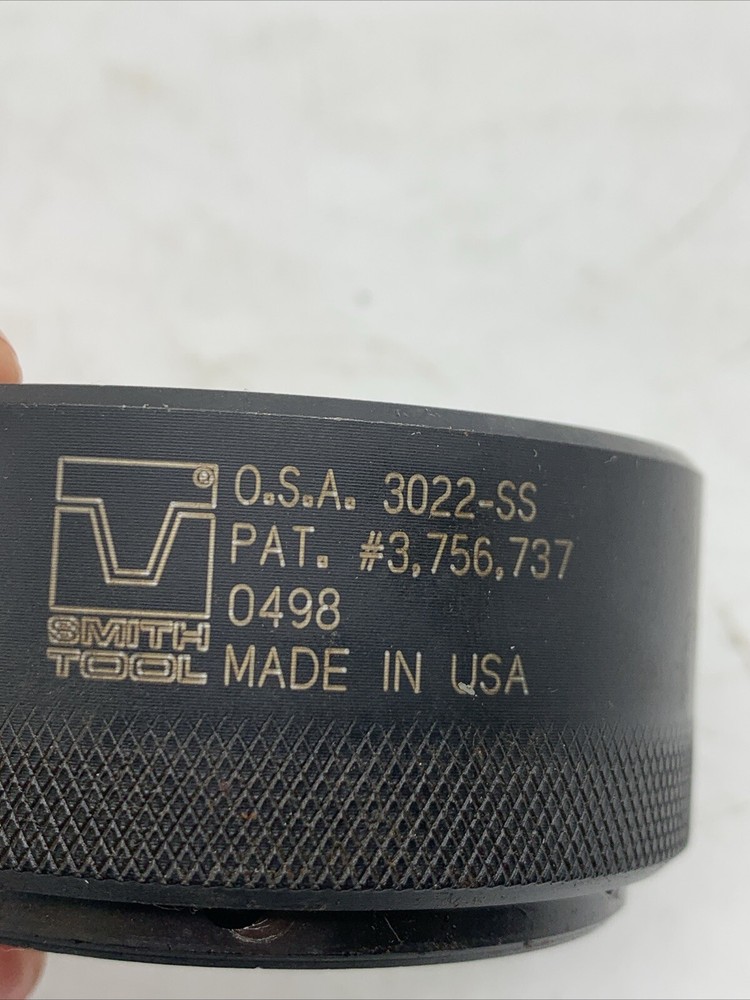 ®
O.S.A. 3022-SS
PAT. #3,756,737
0498
SMITH
TOOL
MADE IN USA